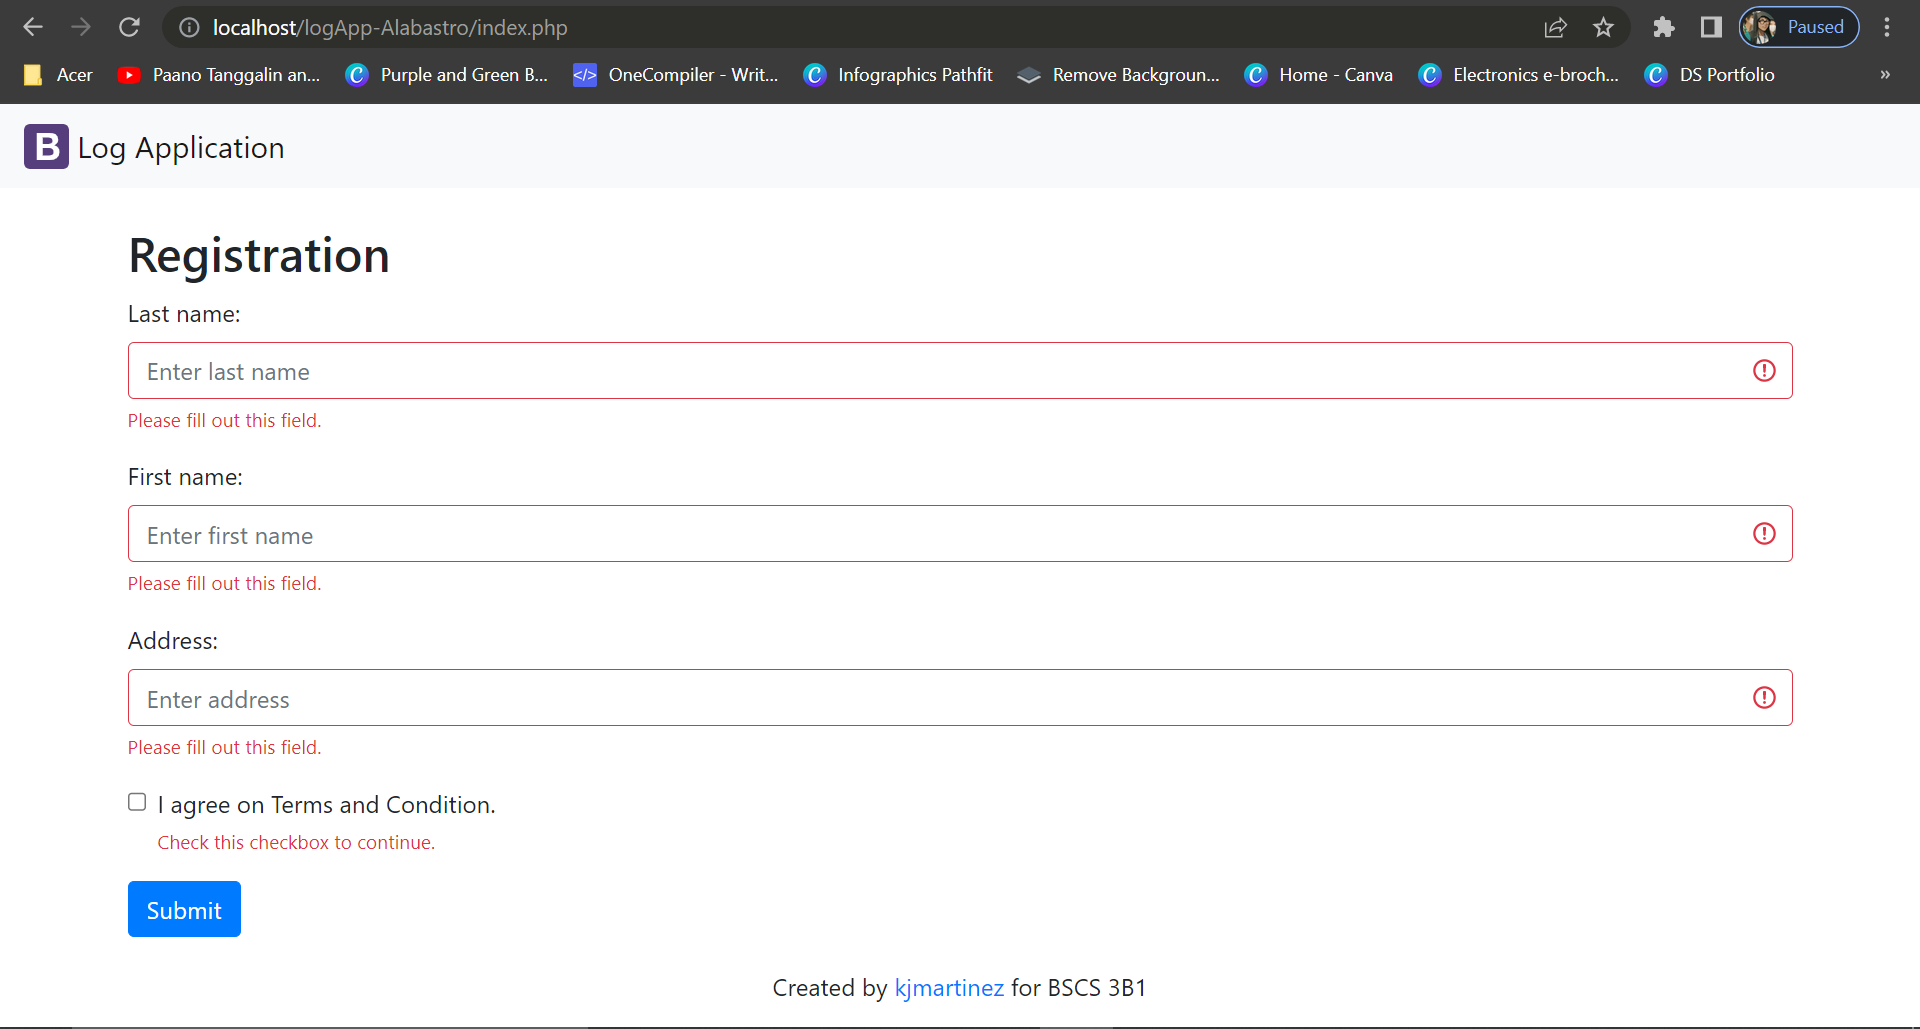 localhost/logApp-Alabastro/index.php
Paused
Acer
Paano Tanggalin an...
Purple and Green B...
</> OneCompiler - Writ...
Infographics Pathfit
Remove Backgroun...
Home - Canva
Electronics e-broch...
DS Portfolio
»
B Log Application
Registration
Last name:
Enter last name
Please fill out this field.
First name:
Enter first name
Please fill out this field.
Address:
Enter address
Please fill out this field.
I agree on Terms and Condition.
Check this checkbox to continue.
Submit
Created by kjmartinez for BSCS 3B1